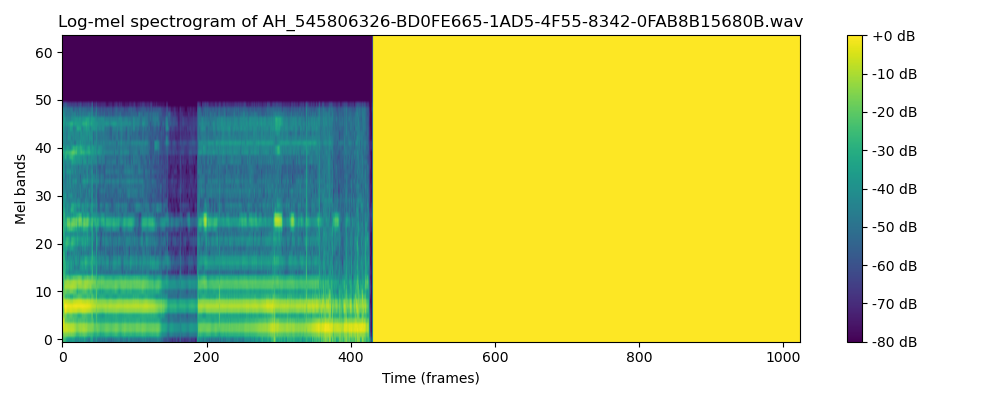 Log-mel spectrogram of AH_545806326-BD0FE665-1AD5-4F55-8342-0FAB8B15680B.wav
60
50
40
30
20
10
0
Mel bands
0 200 400 600 800 1000
Time (frames)
+0 dB
-10 dB
-20 dB
-30 dB
-40 dB
-50 dB
-60 dB
-70 dB
-80 dB